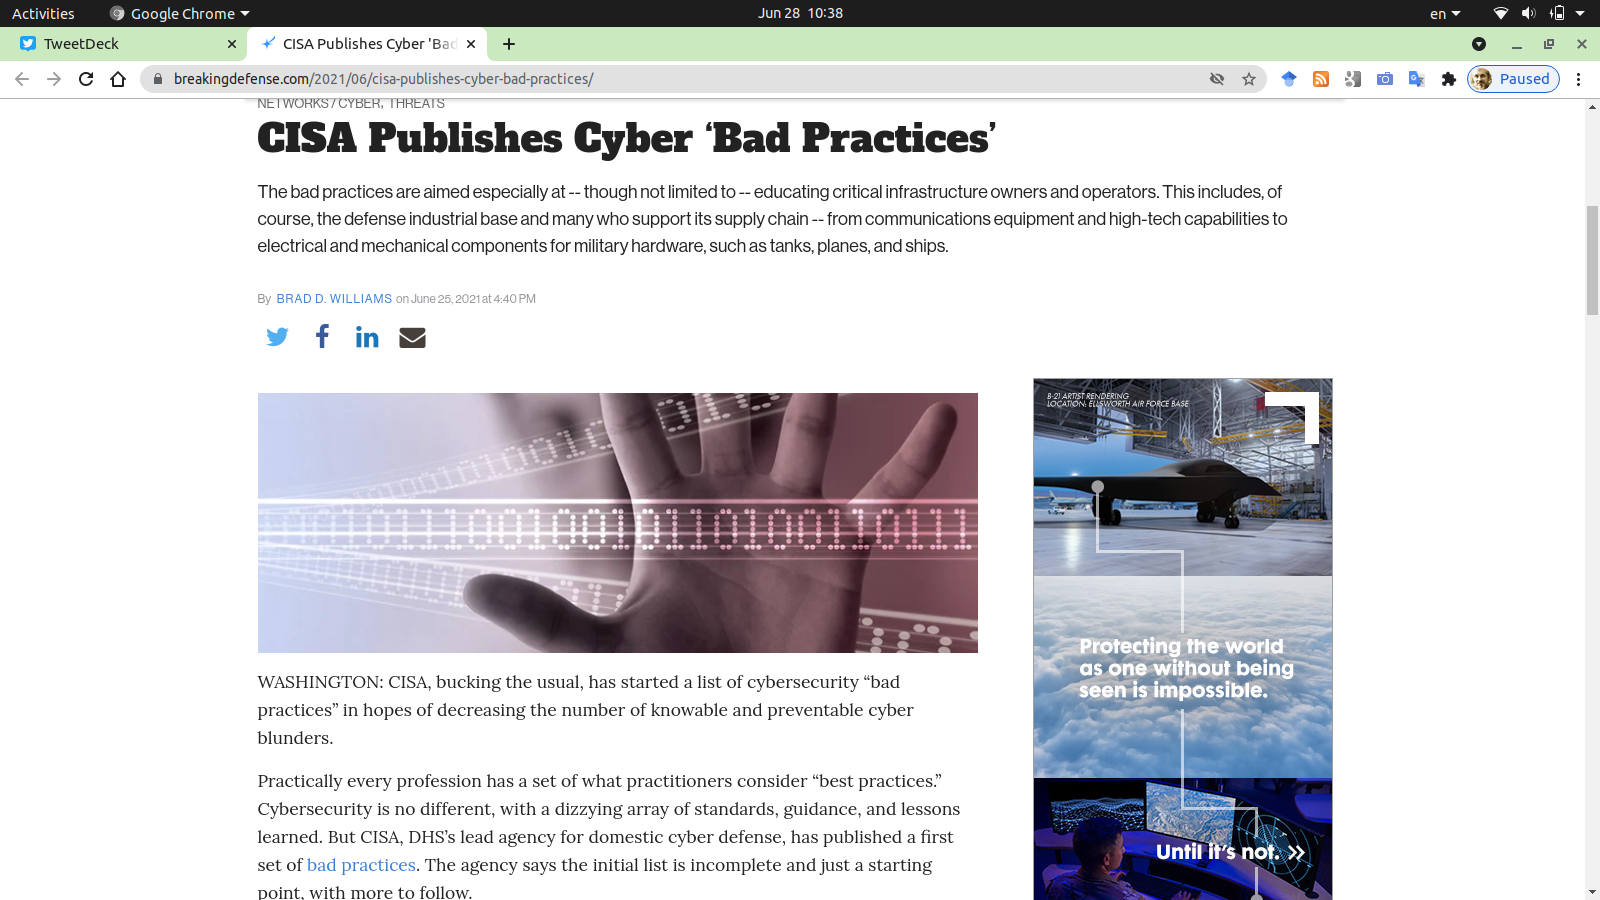 Activities
Google Chrome
Jun 28 10:38
en
TweetDeck
CISA Publishes Cyber 'Bad
breakingdefense.com/2021/06/cisa-publishes-cyber-bad-practices/
Paused
NETWORKS / CYBER, THREATS
CISA Publishes Cyber ‘Bad Practices’
The bad practices are aimed especially at -- though not limited to -- educating critical infrastructure owners and operators. This includes, of
course, the defense industrial base and many who support its supply chain -- from communications equipment and high-tech capabilities to
electrical and mechanical components for military hardware, such as tanks, planes, and ships.
By BRAD D. WILLIAMS on June 25, 2021 at 4:40 PM
B-21 ARTIST RENDERING
LOCATION: ELLSWORTH AIR FORCE BASE
Protecting the world
as one without being
seen is impossible.
Until it's not.
WASHINGTON: CISA, bucking the usual, has started a list of cybersecurity “bad
practices” in hopes of decreasing the number of knowable and preventable cyber
blunders.
Practically every profession has a set of what practitioners consider “best practices.”
Cybersecurity is no different, with a dizzying array of standards, guidance, and lessons
learned. But CISA, DHS’s lead agency for domestic cyber defense, has published a first
set of bad practices. The agency says the initial list is incomplete and just a starting
point, with more to follow.